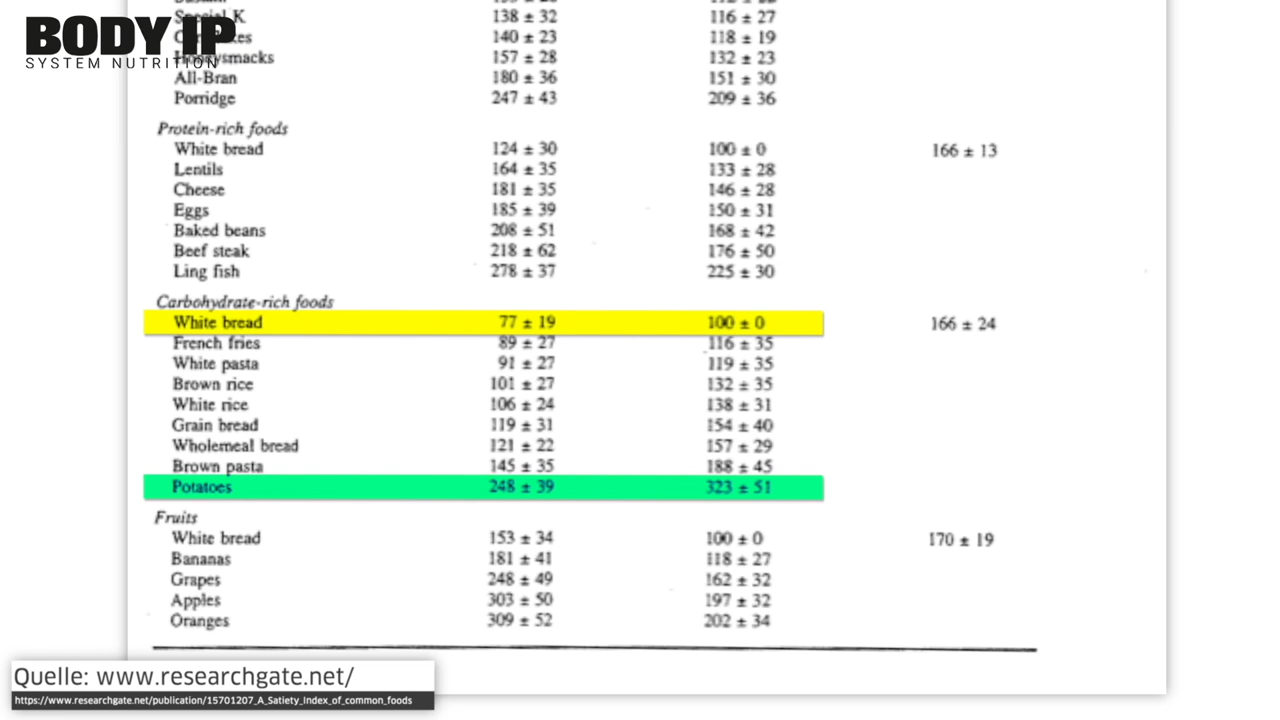 BODY IP
SYSTEM NUTRITION
Special K 138 ± 32 116 ± 27
140 ± 23 118 ± 19
Honeysmacks 157 ± 28 132 ± 23
All-Bran 180 ± 36 151 ± 30
Porridge 247 ± 43 209 ± 36
Protein-rich foods
White bread 124 ± 30 100 ± 0 166 ± 13
Lentils 164 ± 35 133 ± 28
Cheese 181 ± 35 146 ± 28
Eggs 185 ± 39 150 ± 31
Baked beans 208 ± 51 168 ± 42
Beef steak 218 ± 62 176 ± 50
Ling fish 278 ± 37 225 ± 30
Carbohydrate-rich foods
White bread 77 ± 19 100 ± 0 166 ± 24
French fries 89 ± 27 116 ± 35
White pasta 91 ± 27 119 ± 35
Brown rice 101 ± 27 132 ± 35
White rice 106 ± 24 138 ± 31
Grain bread 119 ± 31 154 ± 40
Wholemeal bread 121 ± 22 157 ± 29
Brown pasta 145 ± 35 188 ± 45
Potatoes 248 ± 39 323 ± 51
Fruits
White bread 153 ± 34 100 ± 0 170 ± 19
Bananas 181 ± 41 118 ± 27
Grapes 248 ± 49 162 ± 32
Apples 303 ± 50 197 ± 32
Oranges 309 ± 52 202 ± 34
Quelle: www.researchgate.net/
https://www.researchgate.net/publication/15701207_A_Satiety_Index_of_common_foods